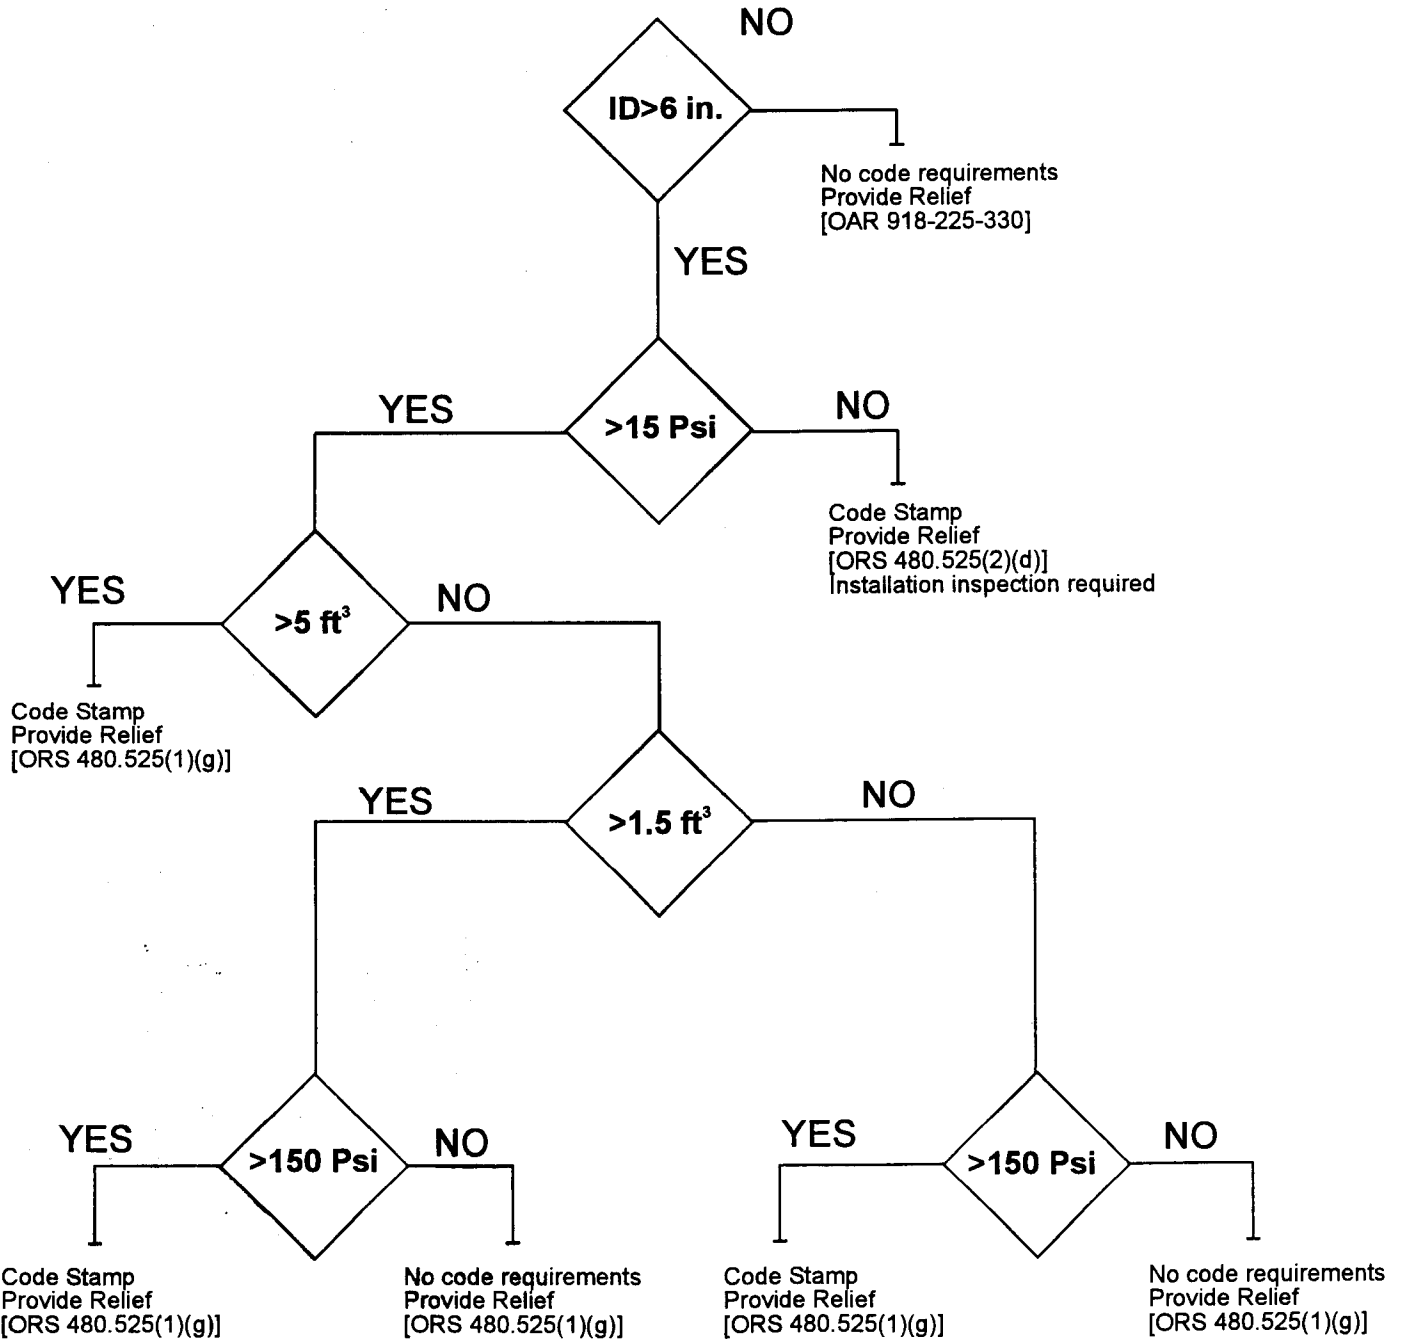 NO
ID>6 in.
No code requirements
Provide Relief
[OAR 918-225-330]
YES
YES
>15 Psi
NO
Code Stamp
Provide Relief
[ORS 480.525(2)(d)]
Installation inspection required
YES
>5 ft³
NO
Code Stamp
Provide Relief
[ORS 480.525(1)(g)]
YES
>1.5 ft³
NO
YES
>150 Psi
NO
YES
>150 Psi
NO
Code Stamp
Provide Relief
[ORS 480.525(1)(g)]
No code requirements
Provide Relief
[ORS 480.525(1)(g)]
Code Stamp
Provide Relief
[ORS 480.525(1)(g)]
No code requirements
Provide Relief
[ORS 480.525(1)(g)]